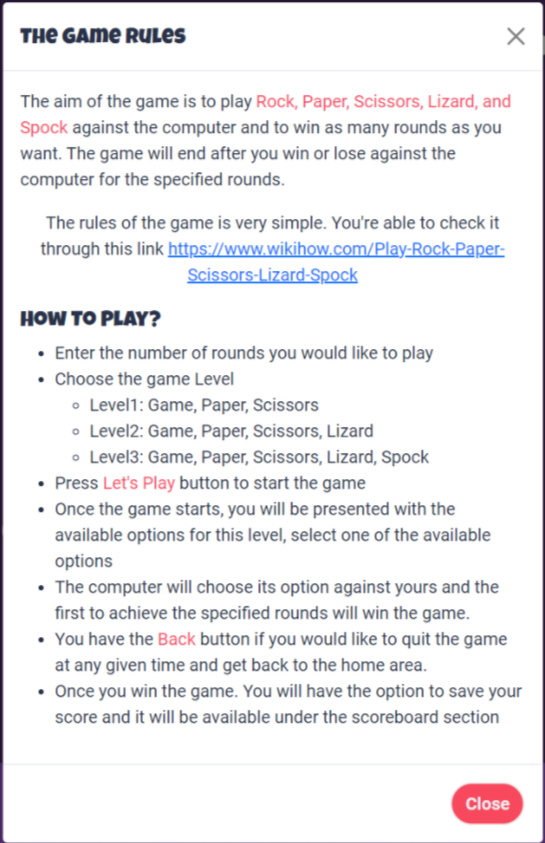 THE GAME RULES
The aim of the game is to play Rock, Paper, Scissors, Lizard, and
Spock against the computer and to win as many rounds as you
want. The game will end after you win or lose against the
computer for the specified rounds.
The rules of the game is very simple. You're able to check it
through this link https://www.wikihow.com/Play-Rock-Paper-
Scissors-Lizard-Spock
HOW TO PLAY?
• Enter the number of rounds you would like to play
• Choose the game Level
◦ Level1: Game, Paper, Scissors
◦ Level2: Game, Paper, Scissors, Lizard
◦ Level3: Game, Paper, Scissors, Lizard, Spock
• Press Let's Play button to start the game
• Once the game starts, you will be presented with the
available options for this level, select one of the available
options
• The computer will choose its option against yours and the
first to achieve the specified rounds will win the game.
• You have the Back button if you would like to quit the game
at any given time and get back to the home area.
• Once you win the game. You will have the option to save your
score and it will be available under the scoreboard section
Close